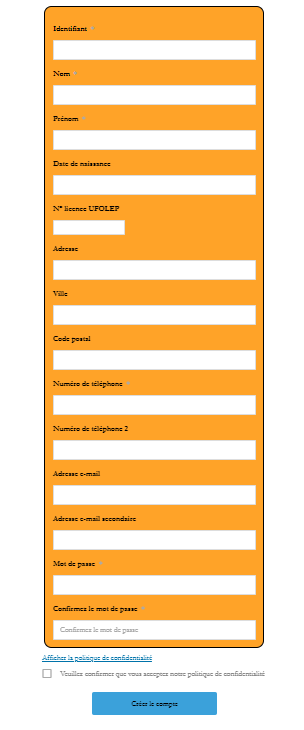 Identifiant *
Nom *
Prénom *
Date de naissance
N° licence UFOLEP
Adresse
Ville
Code postal
Numéro de téléphone *
Numéro de téléphone 2
Adresse e-mail
Adresse e-mail secondaire
Mot de passe *
Confirmez le mot de passe *
Confirmez le mot de passe
Afficher la politique de confidentialité
Veuillez confirmer que vous acceptez notre politique de confidentialité
Créer le compte